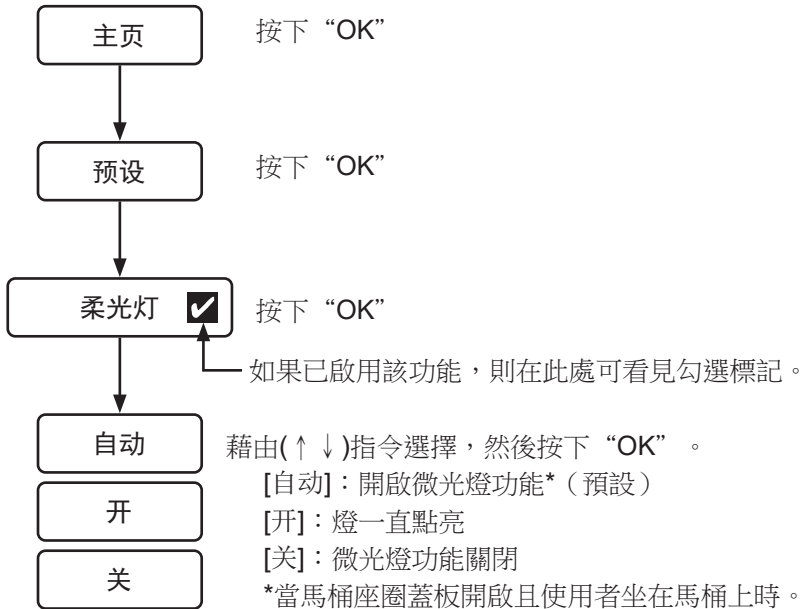 主页
按下“OK”
预设
按下“OK”
柔光灯 ✔
按下“OK”
如果已啟用該功能，則在此處可看見勾選標記。
自动
藉由(↑↓)指令選擇，然後按下“OK”。
[自动]：開啟微光燈功能*（預設）
开
[开]：燈一直點亮
关
[关]：微光燈功能關閉
*當馬桶座圈蓋板開啟且使用者坐在馬桶上時。